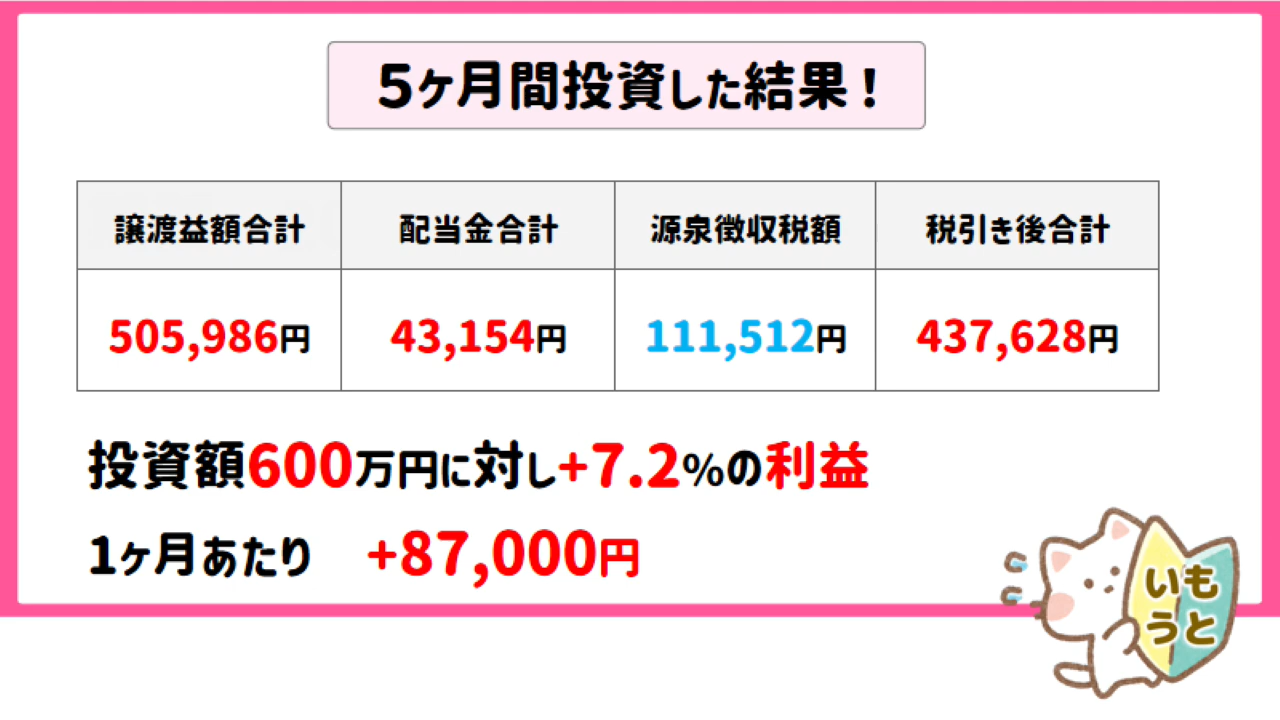 5ヶ月間投資した結果！
譲渡益額合計 配当金合計 源泉徴収税額 税引き後合計
505,986円 43,154円 111,512円 437,628円
投資額600万円に対し+7.2%の利益
1ヶ月あたり +87,000円
いも
うと